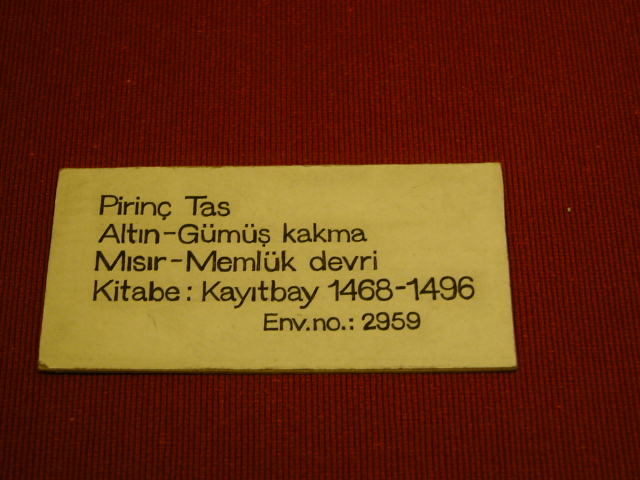 Pirinç Tas
Altın-Gümüş kakma
Mısır-Memlük devri
Kitabe: Kayıtbay 1468-1496
Env.no.: 2959